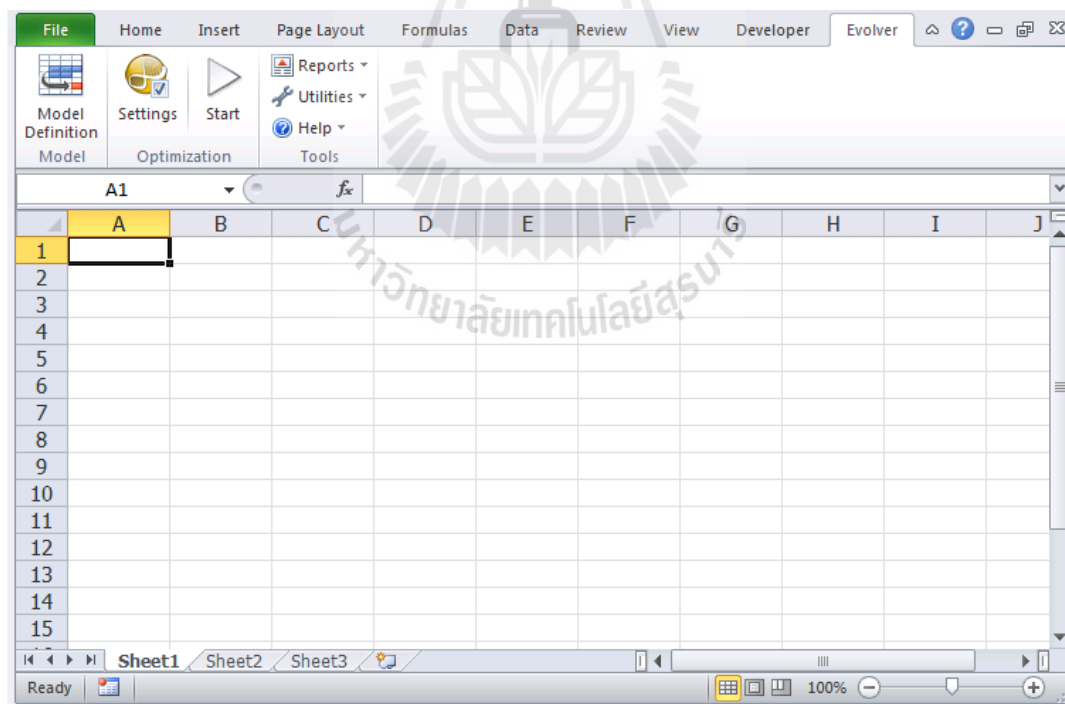 File Home Insert Page Layout Formulas Data Review View Developer Evolver
Model Definition Settings Start Reports
Utilities
Help
Model Optimization Tools
A1 fx
A B C D E F G H I J
1
2
3
4
5
6
7
8
9
10
11
12
13
14
15
มหาวิทยาลัยเทคโนโลยีสุรนารี
Sheet1 Sheet2 Sheet3
Ready 100%